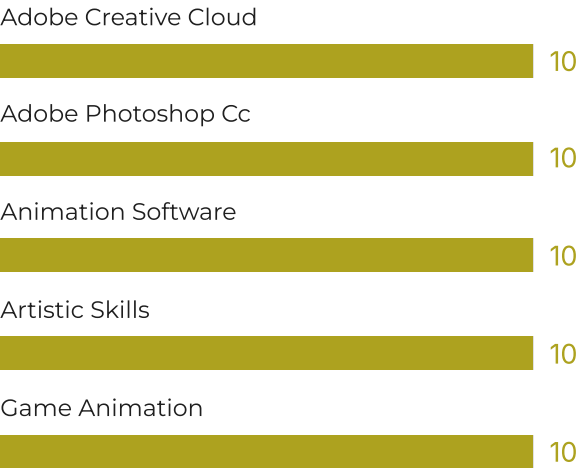 Adobe Creative Cloud
10
Adobe Photoshop Cc
10
Animation Software
10
Artistic Skills
10
Game Animation
10